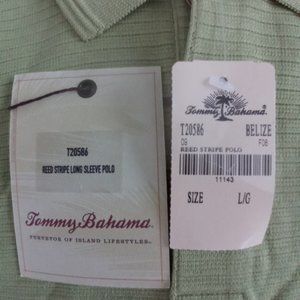 T20586
REED STRIPE LONG SLEEVE POLO
Tommy Bahama
PURVEYOR OF ISLAND LIFESTYLES
Tommy Bahama
T20586 BELIZE
REED STRIPE POLO
11143
SIZE L/G